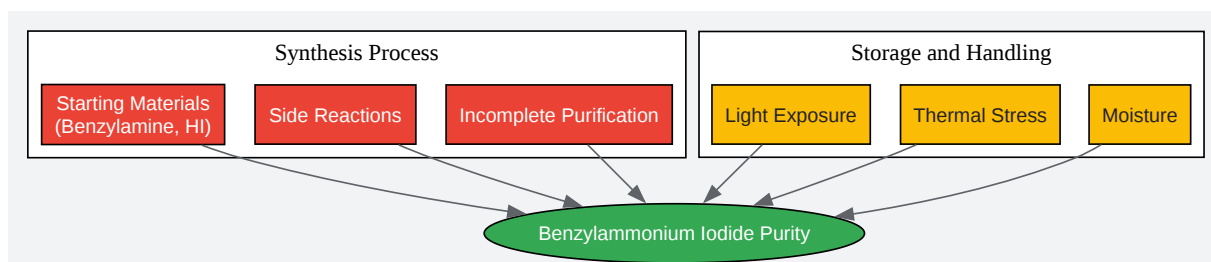 Synthesis Process
Storage and Handling
Starting Materials
(Benzylamine, HI)
Side Reactions
Incomplete Purification
Light Exposure
Thermal Stress
Moisture
Benzylammonium Iodide Purity